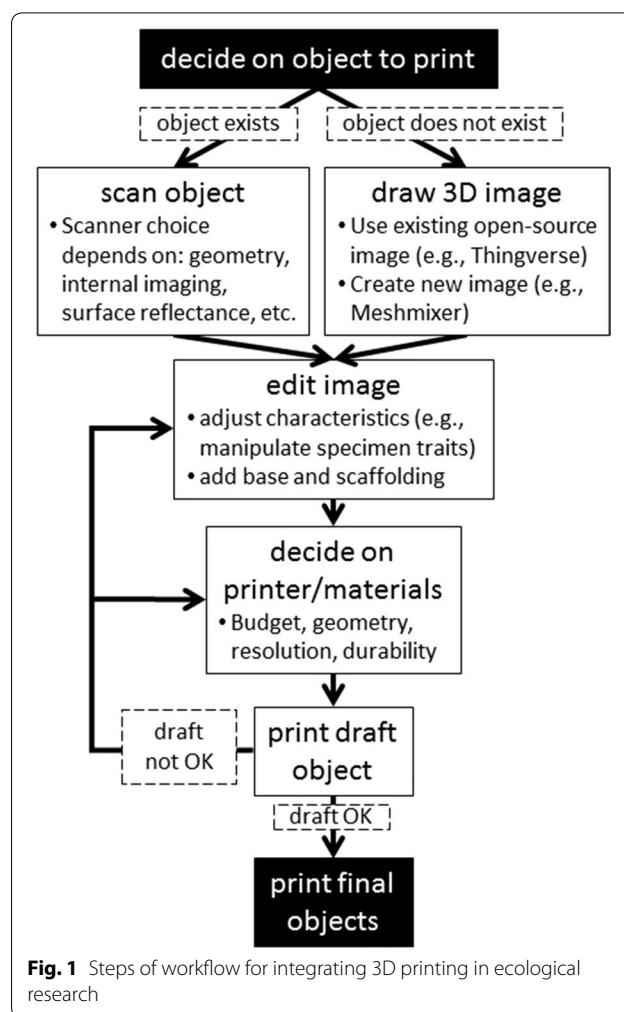 decide on object to print
object exists
object does not exist
scan object
• Scanner choice
depends on: geometry,
internal imaging,
surface reflectance, etc.
draw 3D image
• Use existing open-source
image (e.g., Thingverse)
• Create new image (e.g.,
Meshmixer)
edit image
• adjust characteristics (e.g.,
manipulate specimen traits)
• add base and scaffolding
decide on
printer/materials
• Budget, geometry,
resolution, durability
draft
not OK
print draft
object
draft OK
print final
objects
Fig. 1 Steps of workflow for integrating 3D printing in ecological
research